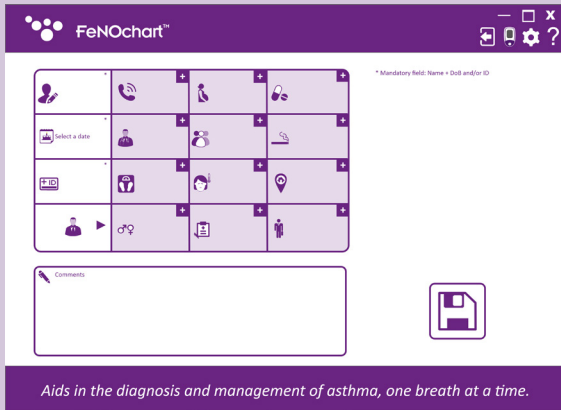 FeNOchart™
* Mandatory field: Name + DoB and/or ID
Select a date
+ID
Comments
Aids in the diagnosis and management of asthma, one breath at a time.